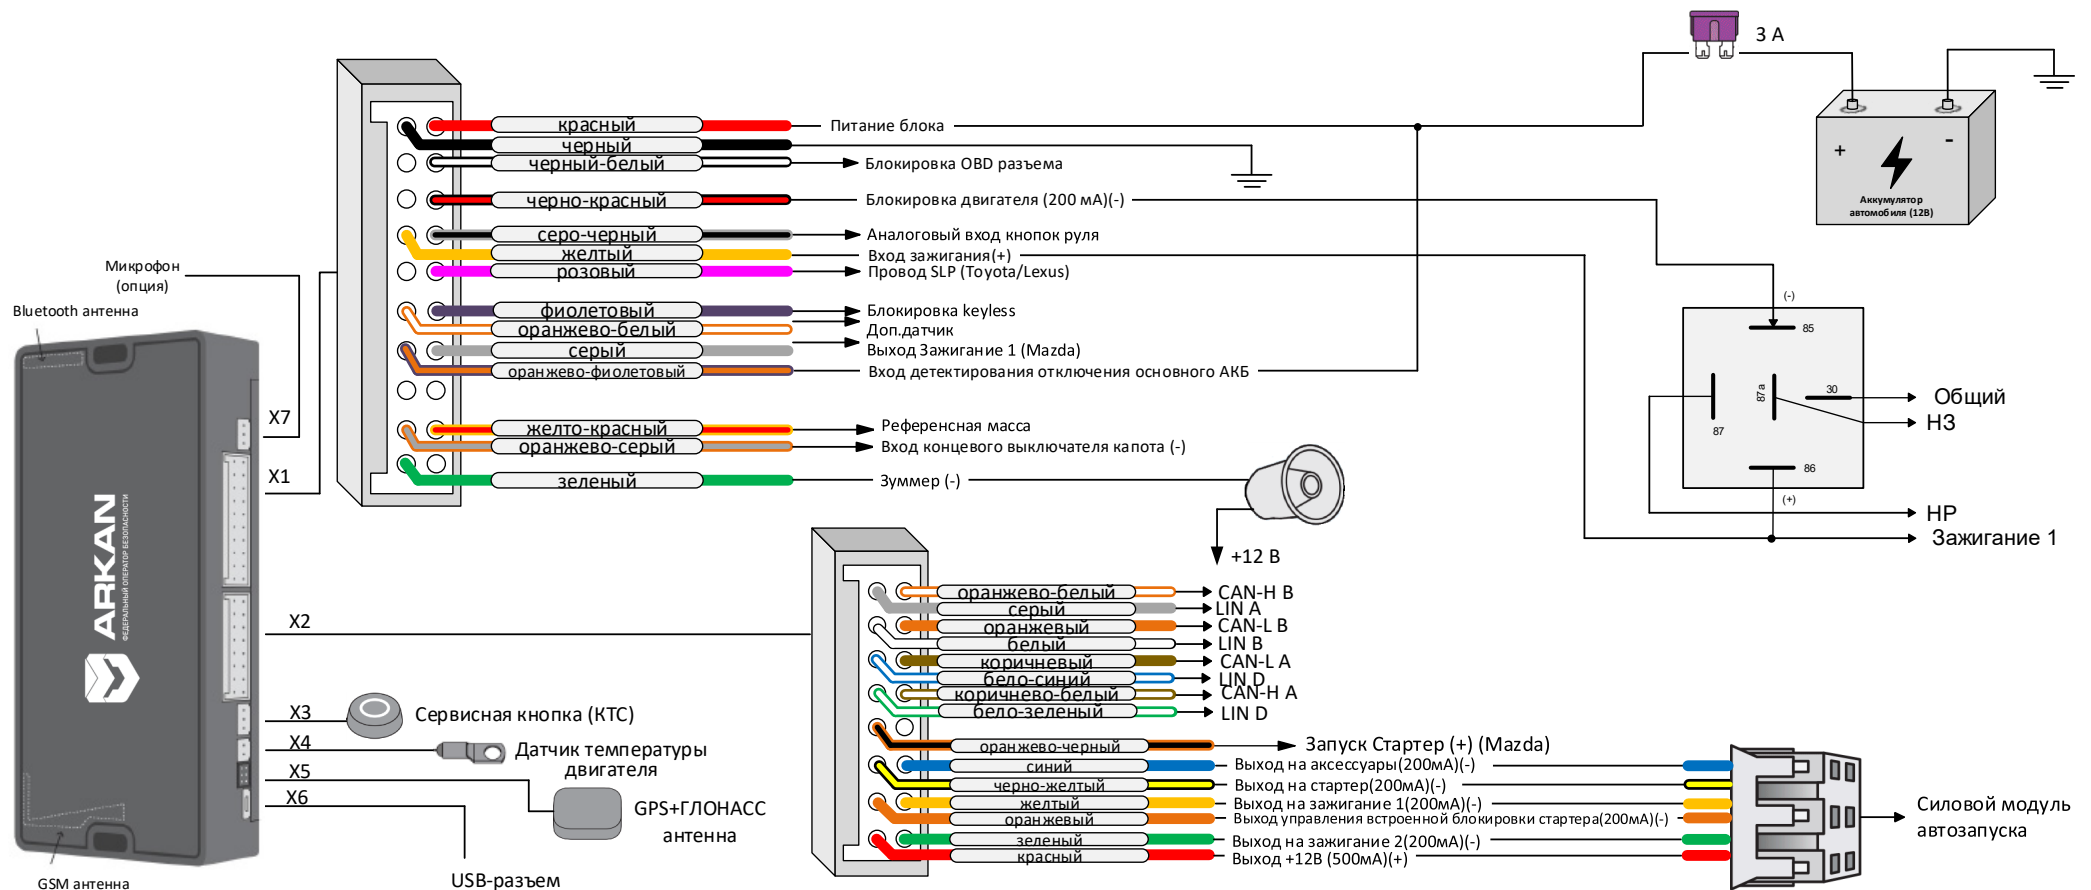 3 А
красный
Питание блока
черный
черный-белый
Блокировка OBD разъема
+
-
Аккумулятор
автомобиля (12В)
черно-красный
Блокировка двигателя (200 мА)(-)
серо-черный
Аналоговый вход кнопок руля
желтый
Вход зажигания(+)
розовый
Провод SLP (Toyota/Lexus)
Микрофон
(опция)
Bluetooth антенна
фиолетовый
Блокировка keyless
оранжево-белый
Доп.датчик
серый
Выход Зажигание 1 (Mazda)
оранжево-фиолетовый
Вход детектирования отключения основного АКБ
(-)
85
30
87а
87
86
(+)
Общий
НЗ
НР
Зажигание 1
X7
X1
желто-красный
Референсная масса
оранжево-серый
Вход концевого выключателя капота (-)
зеленый
Зуммер (-)
+12 В
ARKAN
ФЕДЕРАЛЬНЫЙ ОПЕРАТОР БЕЗОПАСНОСТИ
X2
оранжево-белый
CAN-H B
серый
LIN A
оранжевый
CAN-L B
белый
LIN B
коричневый
CAN-L A
бело-синий
LIN D
коричнево-белый
CAN-H A
бело-зеленый
LIN D
X3
Сервисная кнопка (КТС)
X4
Датчик температуры
двигателя
X5
X6
GPS+ГЛОНАСС
антенна
USB-разъем
GSM антенна
оранжево-черный
Запуск Стартер (+) (Mazda)
синий
Выход на аксессуары(200мА)(-)
черно-желтый
Выход на стартер(200мА)(-)
желтый
Выход на зажигание 1(200мА)(-)
оранжевый
Выход управления встроенной блокировки стартера(200мА)(-)
зеленый
Выход на зажигание 2(200мА)(-)
красный
Выход +12В (500мА)(+)
Силовой модуль
автозапуска